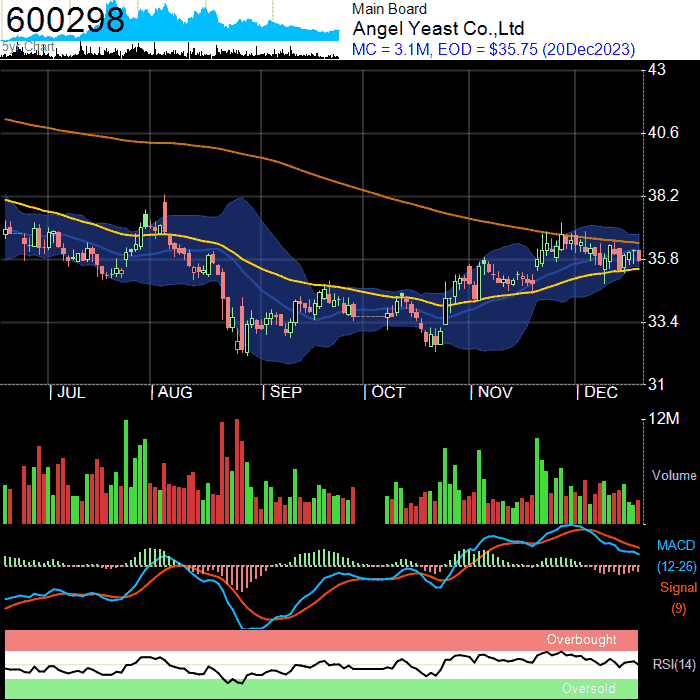 600298
5yr Chart
Main Board
Angel Yeast Co.,Ltd
MC = 3.1M, EOD = $35.75 (20Dec2023)
43
40.6
38.2
35.8
33.4
31
| JUL | AUG | SEP | OCT | NOV | DEC
12M
Volume
MACD
(12-26)
Signal
(9)
Overbought
RSI(14)
Oversold